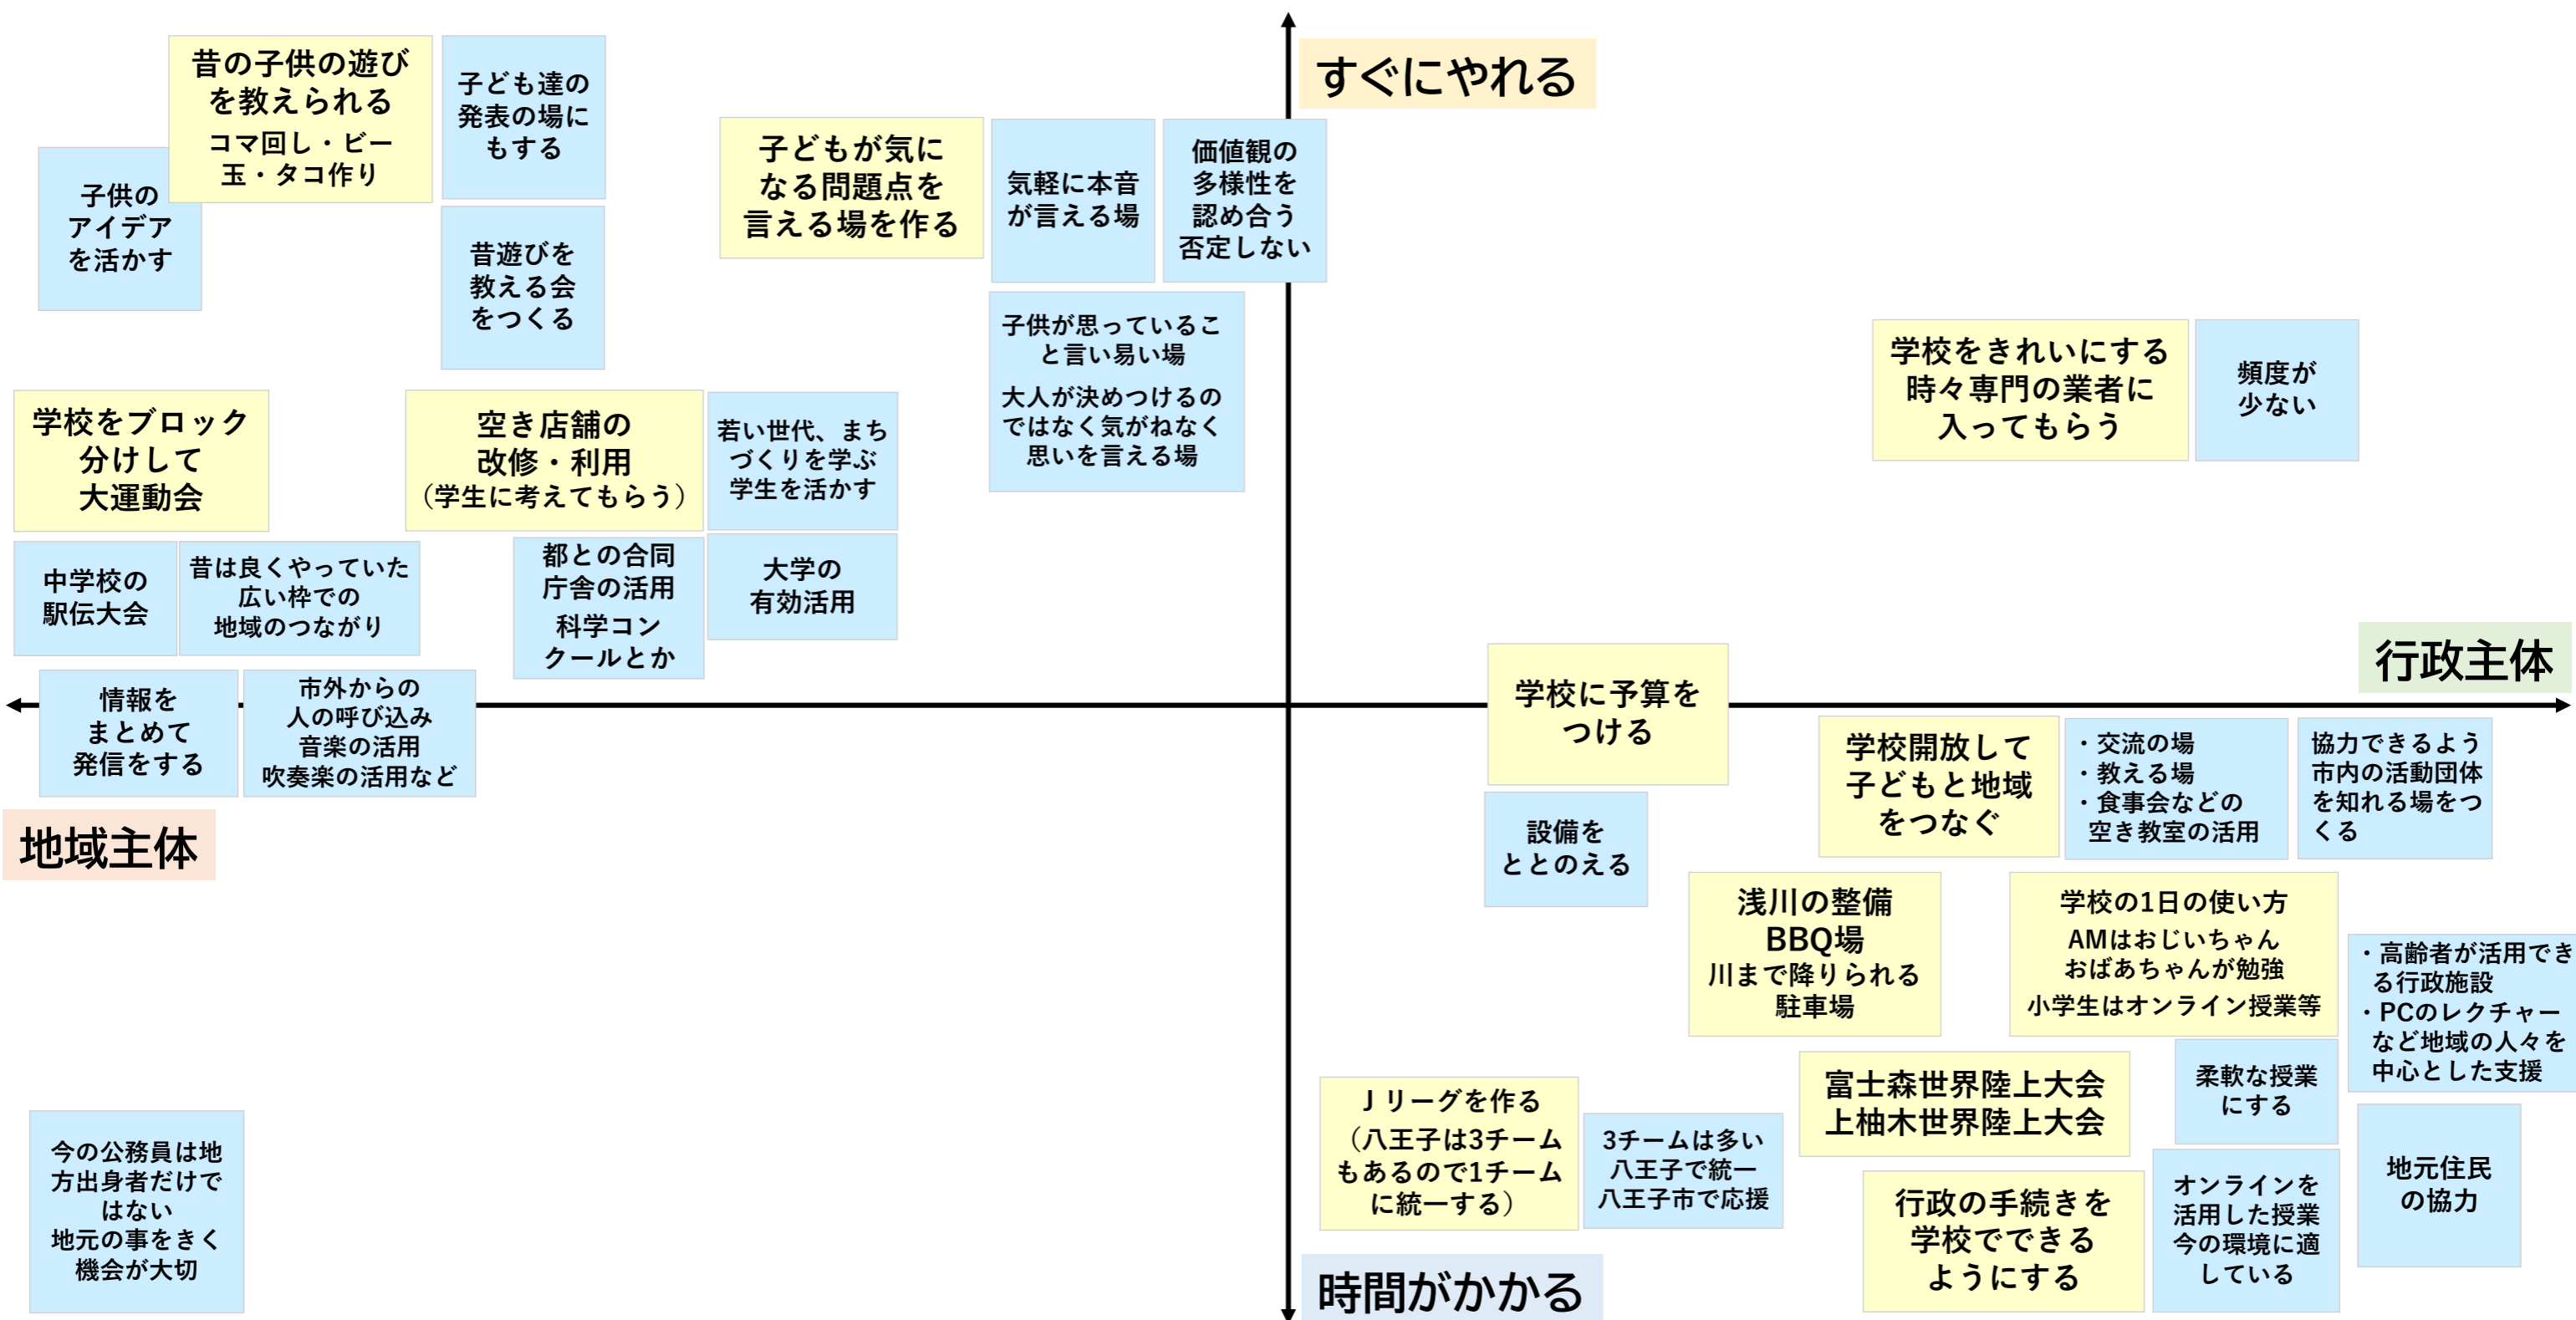 すぐにやれる
昔の子供の遊び
を教えられる
コマ回し・ビー
玉・タコ作り
子ども達の
発表の場に
もする
子供の
アイデア
を活かす
昔遊びを
教える会
をつくる
子どもが気に
なる問題点を
言える場を作る
気軽に本音
が言える場
価値観の
多様性を
認め合う
否定しない
子供が思っているこ
と言い易い場
大人が決めつけるの
ではなく気がねなく
思いを言える場
学校をきれいにする
時々専門の業者に
入ってもらう
頻度が
少ない
学校をブロック
分けして
大運動会
中学校の
駅伝大会
昔は良くやっていた
広い枠での
地域のつながり
情報を
まとめて
発信をする
市外からの
人の呼び込み
音楽の活用
吹奏楽の活用など
空き店舗の
改修・利用
（学生に考えてもらう）
若い世代、まち
づくりを学ぶ
学生を活かす
都との合同
庁舎の活用
科学コン
クールとか
大学の
有効活用
行政主体
地域主体
学校に予算を
つける
設備を
ととのえる
学校開放して
子どもと地域
をつなぐ
・交流の場
・教える場
・食事会などの
空き教室の活用
協力できるよう
市内の活動団体
を知れる場をつ
くる
浅川の整備
BBQ場
川まで降りられる
駐車場
学校の1日の使い方
AMはおじいちゃん
おばあちゃんが勉強
小学生はオンライン授業等
・高齢者が活用でき
る行政施設
・PCのレクチャー
など地域の人々を
中心とした支援
柔軟な授業
にする
オンラインを
活用した授業
今の環境に適
している
地元住民
の協力
Ｊリーグを作る
（八王子は3チーム
もあるので1チーム
に統一する）
3チームは多い
八王子で統一
八王子市で応援
富士森世界陸上大会
上柚木世界陸上大会
行政の手続きを
学校でできる
ようにする
今の公務員は地
方出身者だけで
はない
地元の事をきく
機会が大切
時間がかかる